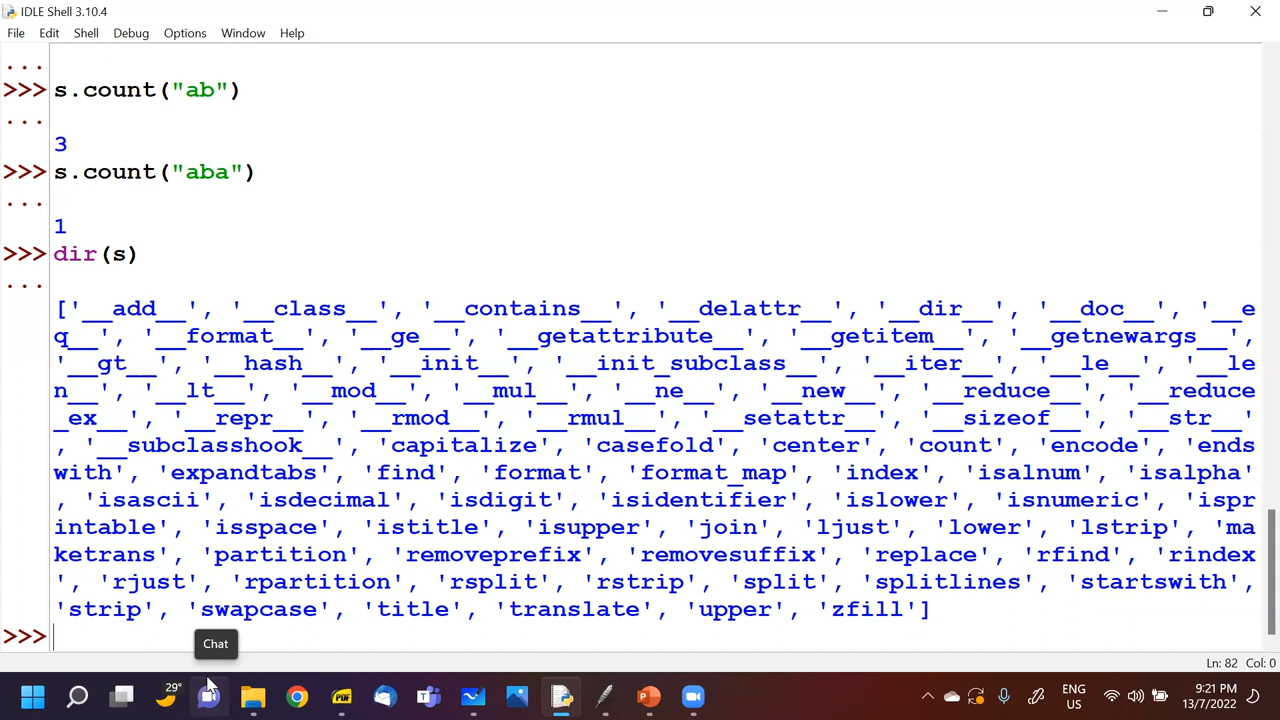 IDLE Shell 3.10.4
File Edit Shell Debug Options Window Help
...
>>> s.count("ab")
...
3
>>> s.count("aba")
...
1
>>> dir(s)
...
['__add__', '__class__', '__contains__', '__delattr__', '__dir__', '__doc__', '__e
q__', '__format__', '__ge__', '__getattribute__', '__getitem__', '__getnewargs__',
'__gt__', '__hash__', '__init__', '__init_subclass__', '__iter__', '__le__', '__le
n__', '__lt__', '__mod__', '__mul__', '__ne__', '__new__', '__reduce__', '__reduce
_ex__', '__repr__', '__rmod__', '__rmul__', '__setattr__', '__sizeof__', '__str__'
, '__subclasshook__', 'capitalize', 'casefold', 'center', 'count', 'encode', 'ends
with', 'expandtabs', 'find', 'format', 'format_map', 'index', 'isalnum', 'isalpha'
, 'isascii', 'isdecimal', 'isdigit', 'isidentifier', 'islower', 'isnumeric', 'ispr
intable', 'isspace', 'istitle', 'isupper', 'join', 'ljust', 'lower', 'lstrip', 'ma
ketrans', 'partition', 'removeprefix', 'removesuffix', 'replace', 'rfind', 'rindex
', 'rjust', 'rpartition', 'rsplit', 'rstrip', 'split', 'splitlines', 'startswith',
'strip', 'swapcase', 'title', 'translate', 'upper', 'zfill']
>>>
Chat
Ln: 82 Col: 0
29°
PDF
ENG
US
9:21 PM
13/7/2022